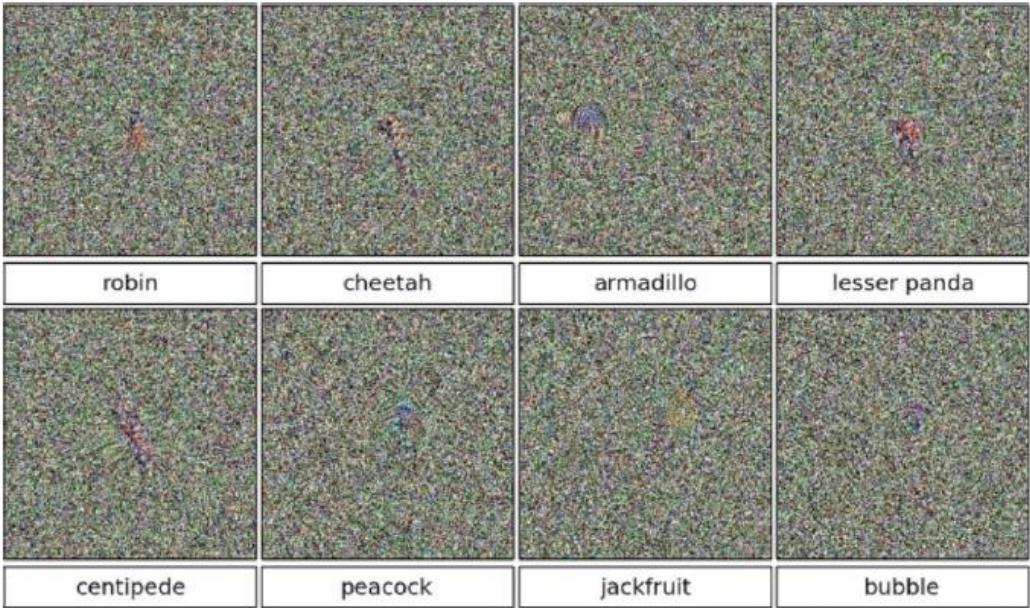 robin
cheetah
armadillo
lesser panda
centipede
peacock
jackfruit
bubble